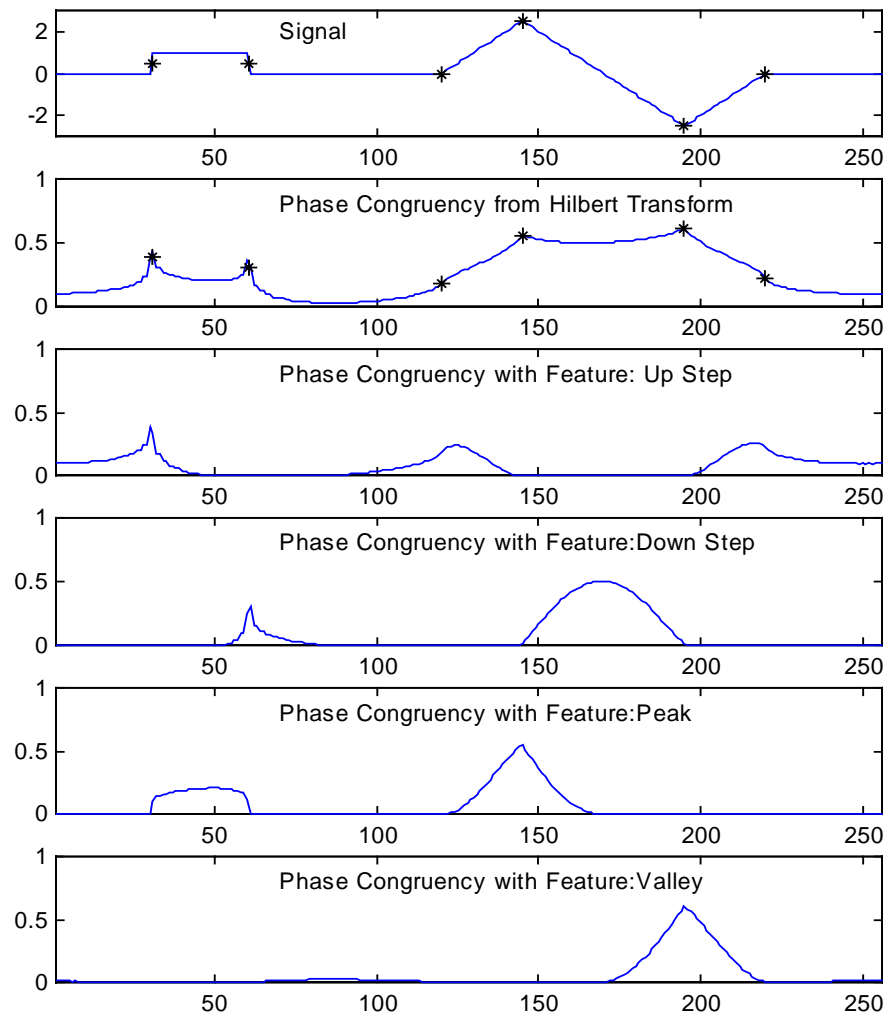 Signal
2
0
-2
50 100 150 200 250
Phase Congruency from Hilbert Transform
1
0.5
0
50 100 150 200 250
Phase Congruency with Feature: Up Step
1
0.5
0
50 100 150 200 250
Phase Congruency with Feature:Down Step
1
0.5
0
50 100 150 200 250
Phase Congruency with Feature:Peak
1
0.5
0
50 100 150 200 250
Phase Congruency with Feature:Valley
1
0.5
0
50 100 150 200 250